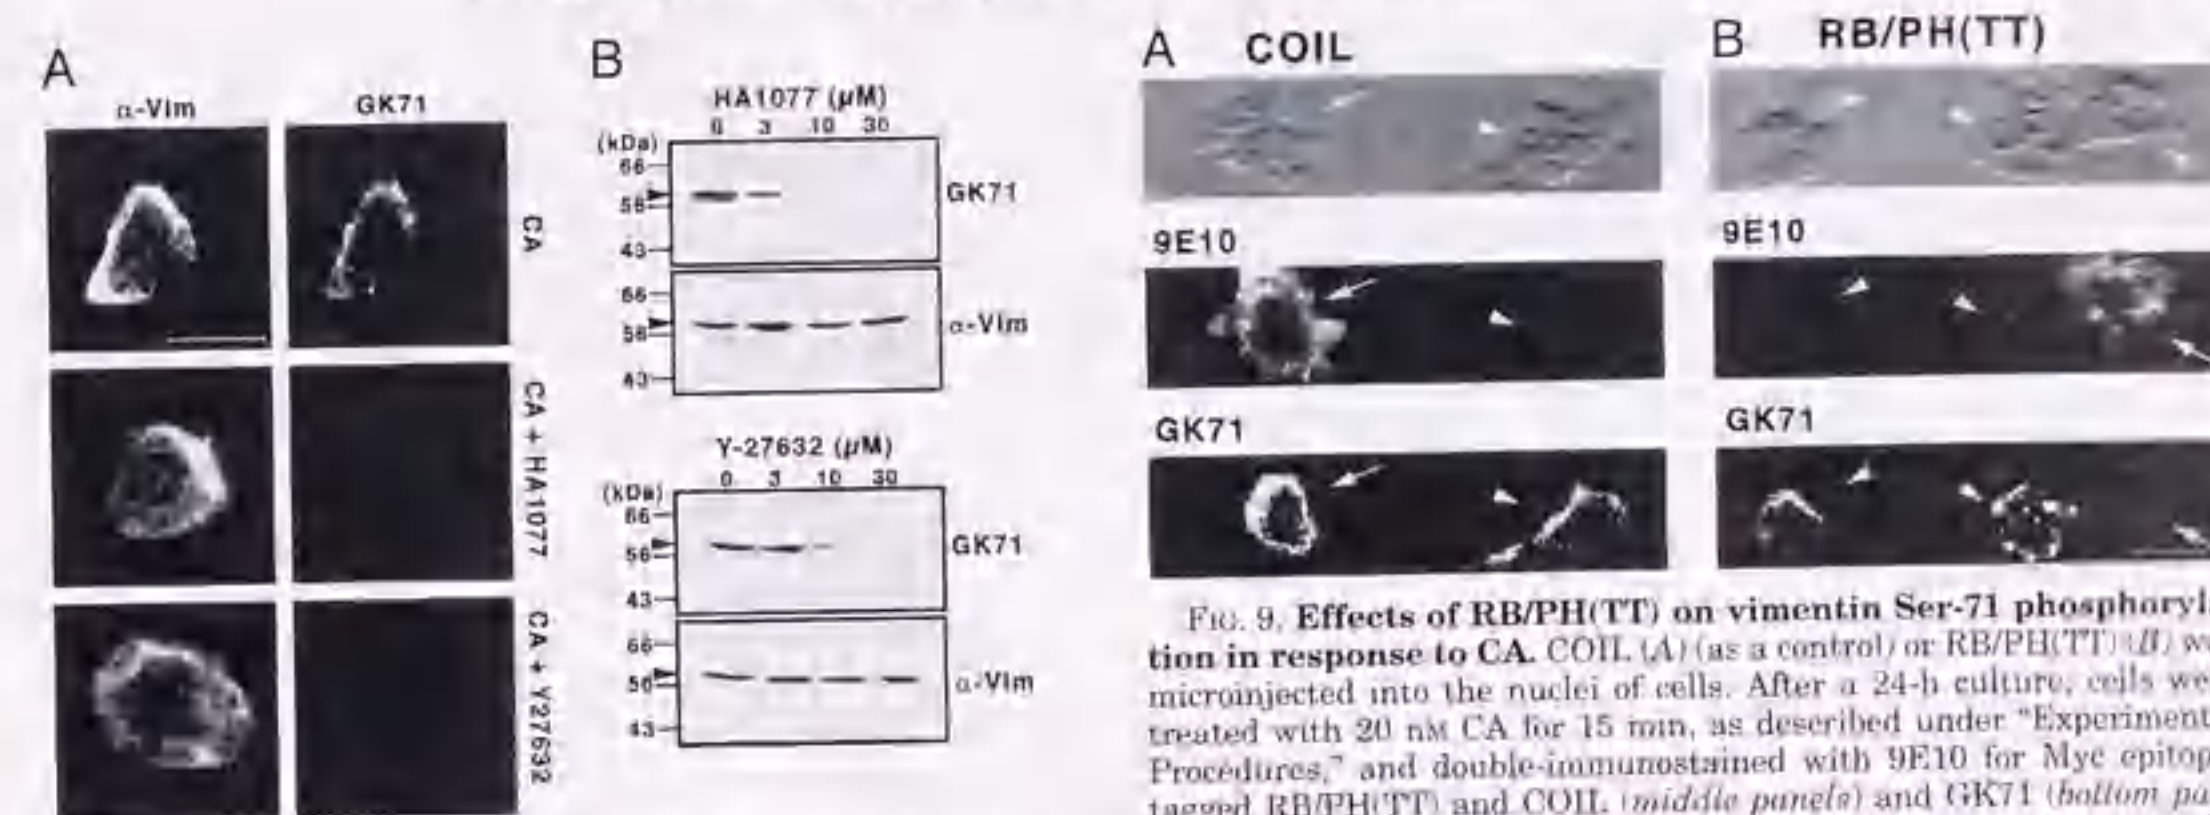 A
α-Vim GK71
CA
CA + HA1077
CA + Y27632
B
HA1077 (μM)
0 3 10 30
(kDa)
66
56
43
GK71
66
56
43
α-Vim
Y-27632 (μM)
0 3 10 30
(kDa)
66
56
43
GK71
66
56
43
α-Vim
A COIL
9E10
GK71
B RB/PH(TT)
9E10
GK71
FIG. 9. Effects of RB/PH(TT) on vimentin Ser-71 phosphoryl
tion in response to CA. COIL (A) (as a control) or RB/PH(TT) (B) we
microinjected into the nuclei of cells. After a 24-h culture, cells we
treated with 20 nM CA for 15 min, as described under "Experiment
Procedures," and double-immunostained with 9E10 for Myc epitop
tagged RB/PH(TT) and COIL (middle panels) and GK71 (bottom pa